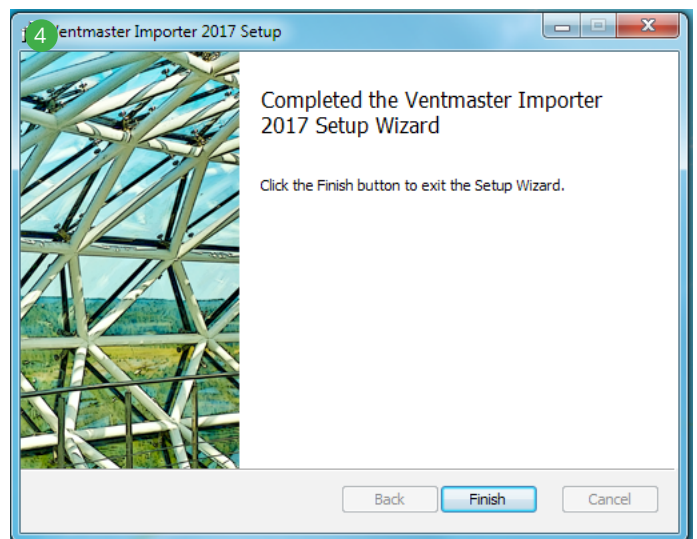 4
Ventmaster Importer 2017 Setup
Completed the Ventmaster Importer
2017 Setup Wizard
Click the Finish button to exit the Setup Wizard.
Back
Finish
Cancel